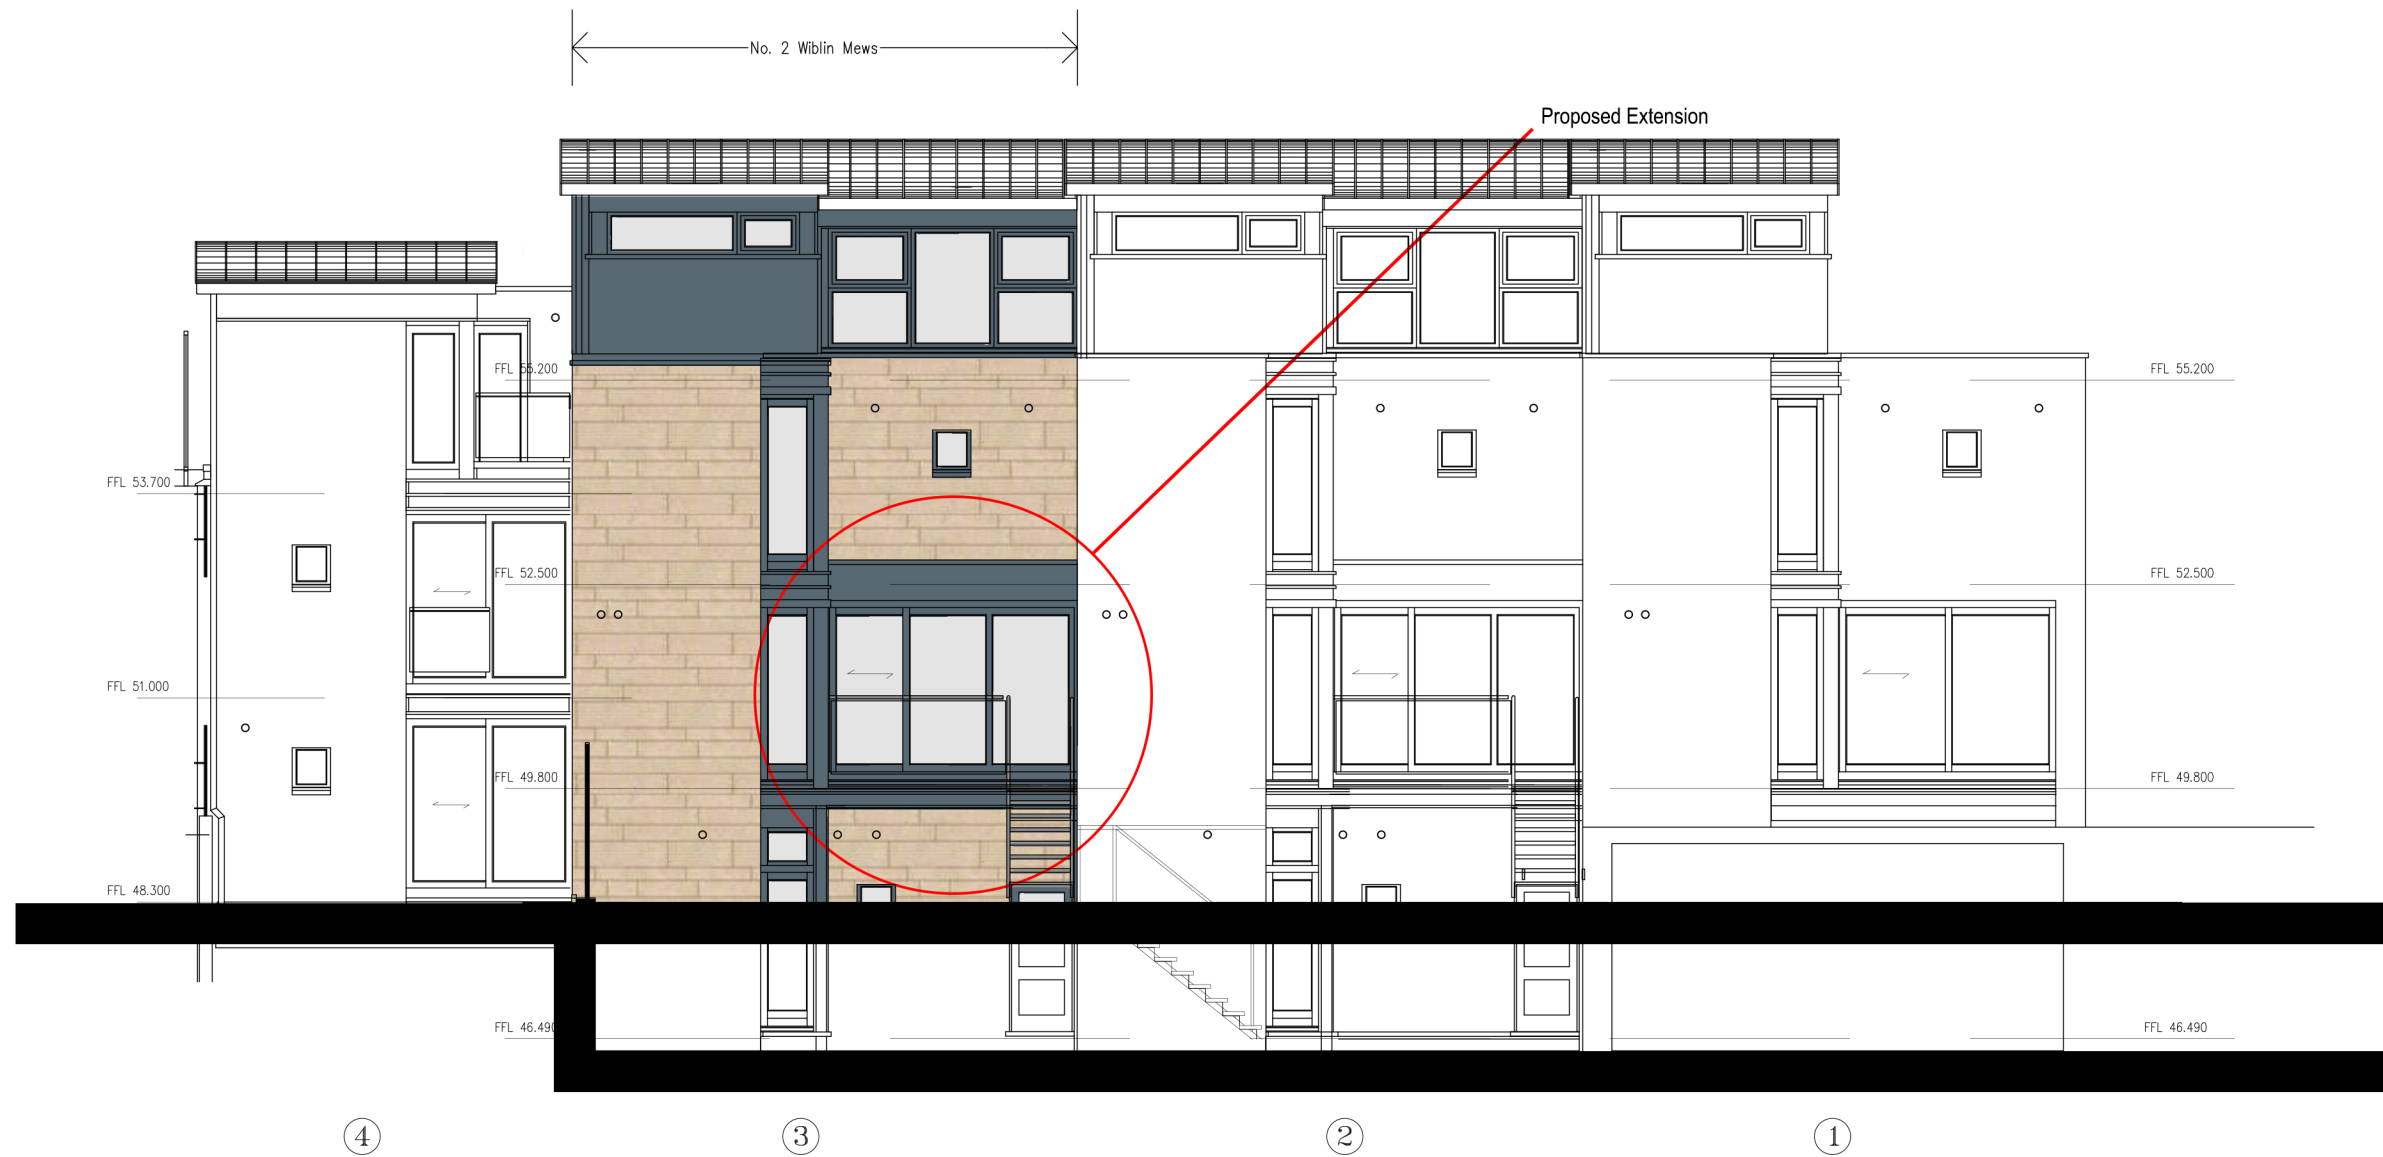 No. 2 Wiblin Mews
Proposed Extension
FFL 55.200
FFL 55.200
FFL 53.700
FFL 52.500
FFL 52.500
FFL 51.000
FFL 49.800
FFL 49.800
FFL 48.300
FFL 46.490
FFL 46.490
4
3
2
1